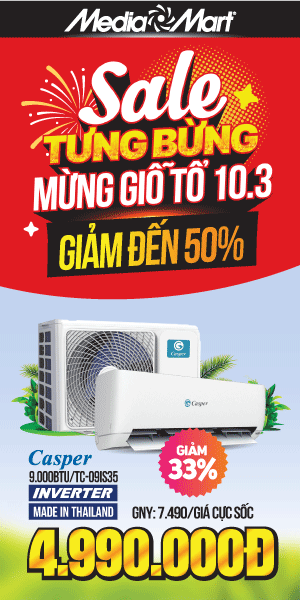 MediaMart®
Sale
TƯNG BỪNG
MỪNG GIỖ TỔ 10.3
GIẢM ĐẾN 50%
Casper
Casper
Casper
9.000BTU/TC-09IS35
INVERTER
MADE IN THAILAND
GIẢM
33%
GNY: 7.490/GIÁ CỰC SỐC
4.990.000Đ